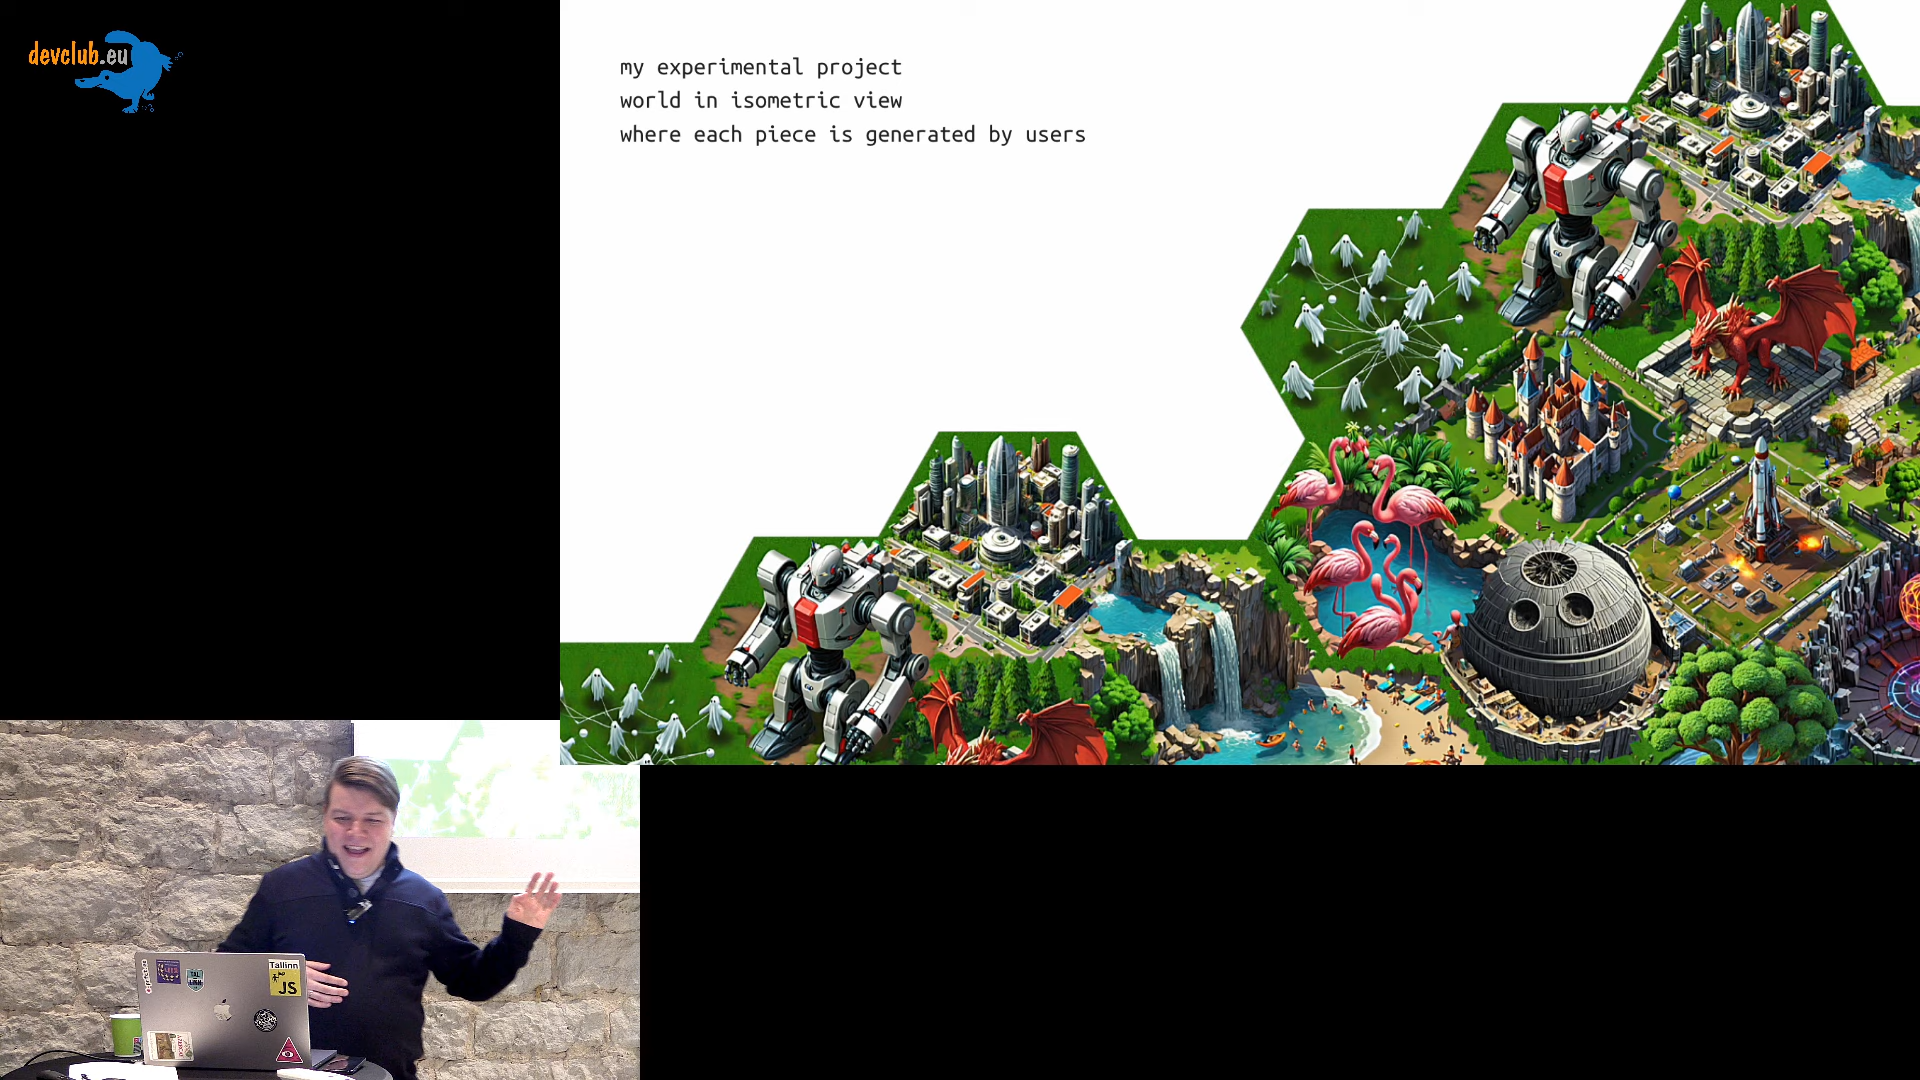 devclub.eu
my experimental project
world in isometric view
where each piece is generated by users
Tallinn
JS